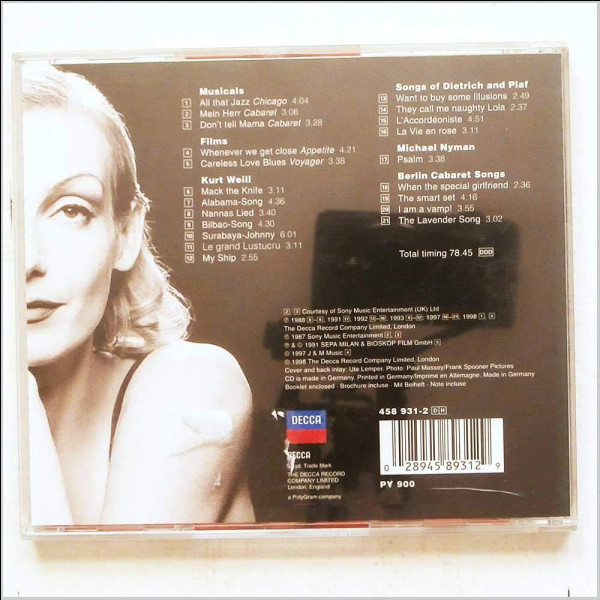 Musicals
1 All that Jazz Chicago 4.04
2 Mein Herr Cabaret 3.06
3 Don't tell Mama Cabaret 3.28
Films
4 Whenever we get close Appetite 4.21
5 Careless Love Blues Voyager 3.38
Kurt Weill
6 Mack the Knife 3.11
7 Alabama-Song 4.36
8 Nannas Lied 3.40
9 Bilbao-Song 4.30
10 Surabaya-Johnny 6.01
11 Le grand Lustucru 3.11
12 My Ship 2.55
Songs of Dietrich and Piaf
13 Want to buy some Illusions 2.49
14 They call me naughty Lola 2.37
15 L'Accordéoniste 4.51
16 La Vie en rose 3.11
Michael Nyman
17 Psalm 3.38
Berlin Cabaret Songs
18 When the special girlfriend 2.36
19 The smart set 4.16
20 I am a vamp! 3.55
21 The Lavender Song 3.02
Total timing 78.45 DDD
2 3 Courtesy of Sony Music Entertainment (UK) Ltd
The Decca Record Company Limited, London
℗ 1987 Sony Music Entertainment
℗ & © 1991 SEPA MILAN & BIOSKOP FILM GmbH
© 1997 J & M Music
© 1998 The Decca Record Company Limited, London
Cover and back inlay: Ute Lemper. Photo: Paul Massey/Frank Spooner Pictures
CD is made in Germany. Printed in Germany/Imprimé en Allemagne. Made in Germany
Booklet enclosed · Brochure incluse · Mit Beiheft · Note incluse
DECCA
DECCA
Trade Mark
THE DECCA RECORD
COMPANY LIMITED
London, England
a PolyGram company
458 931-2 DH
0 28945 89312 9
PY 900